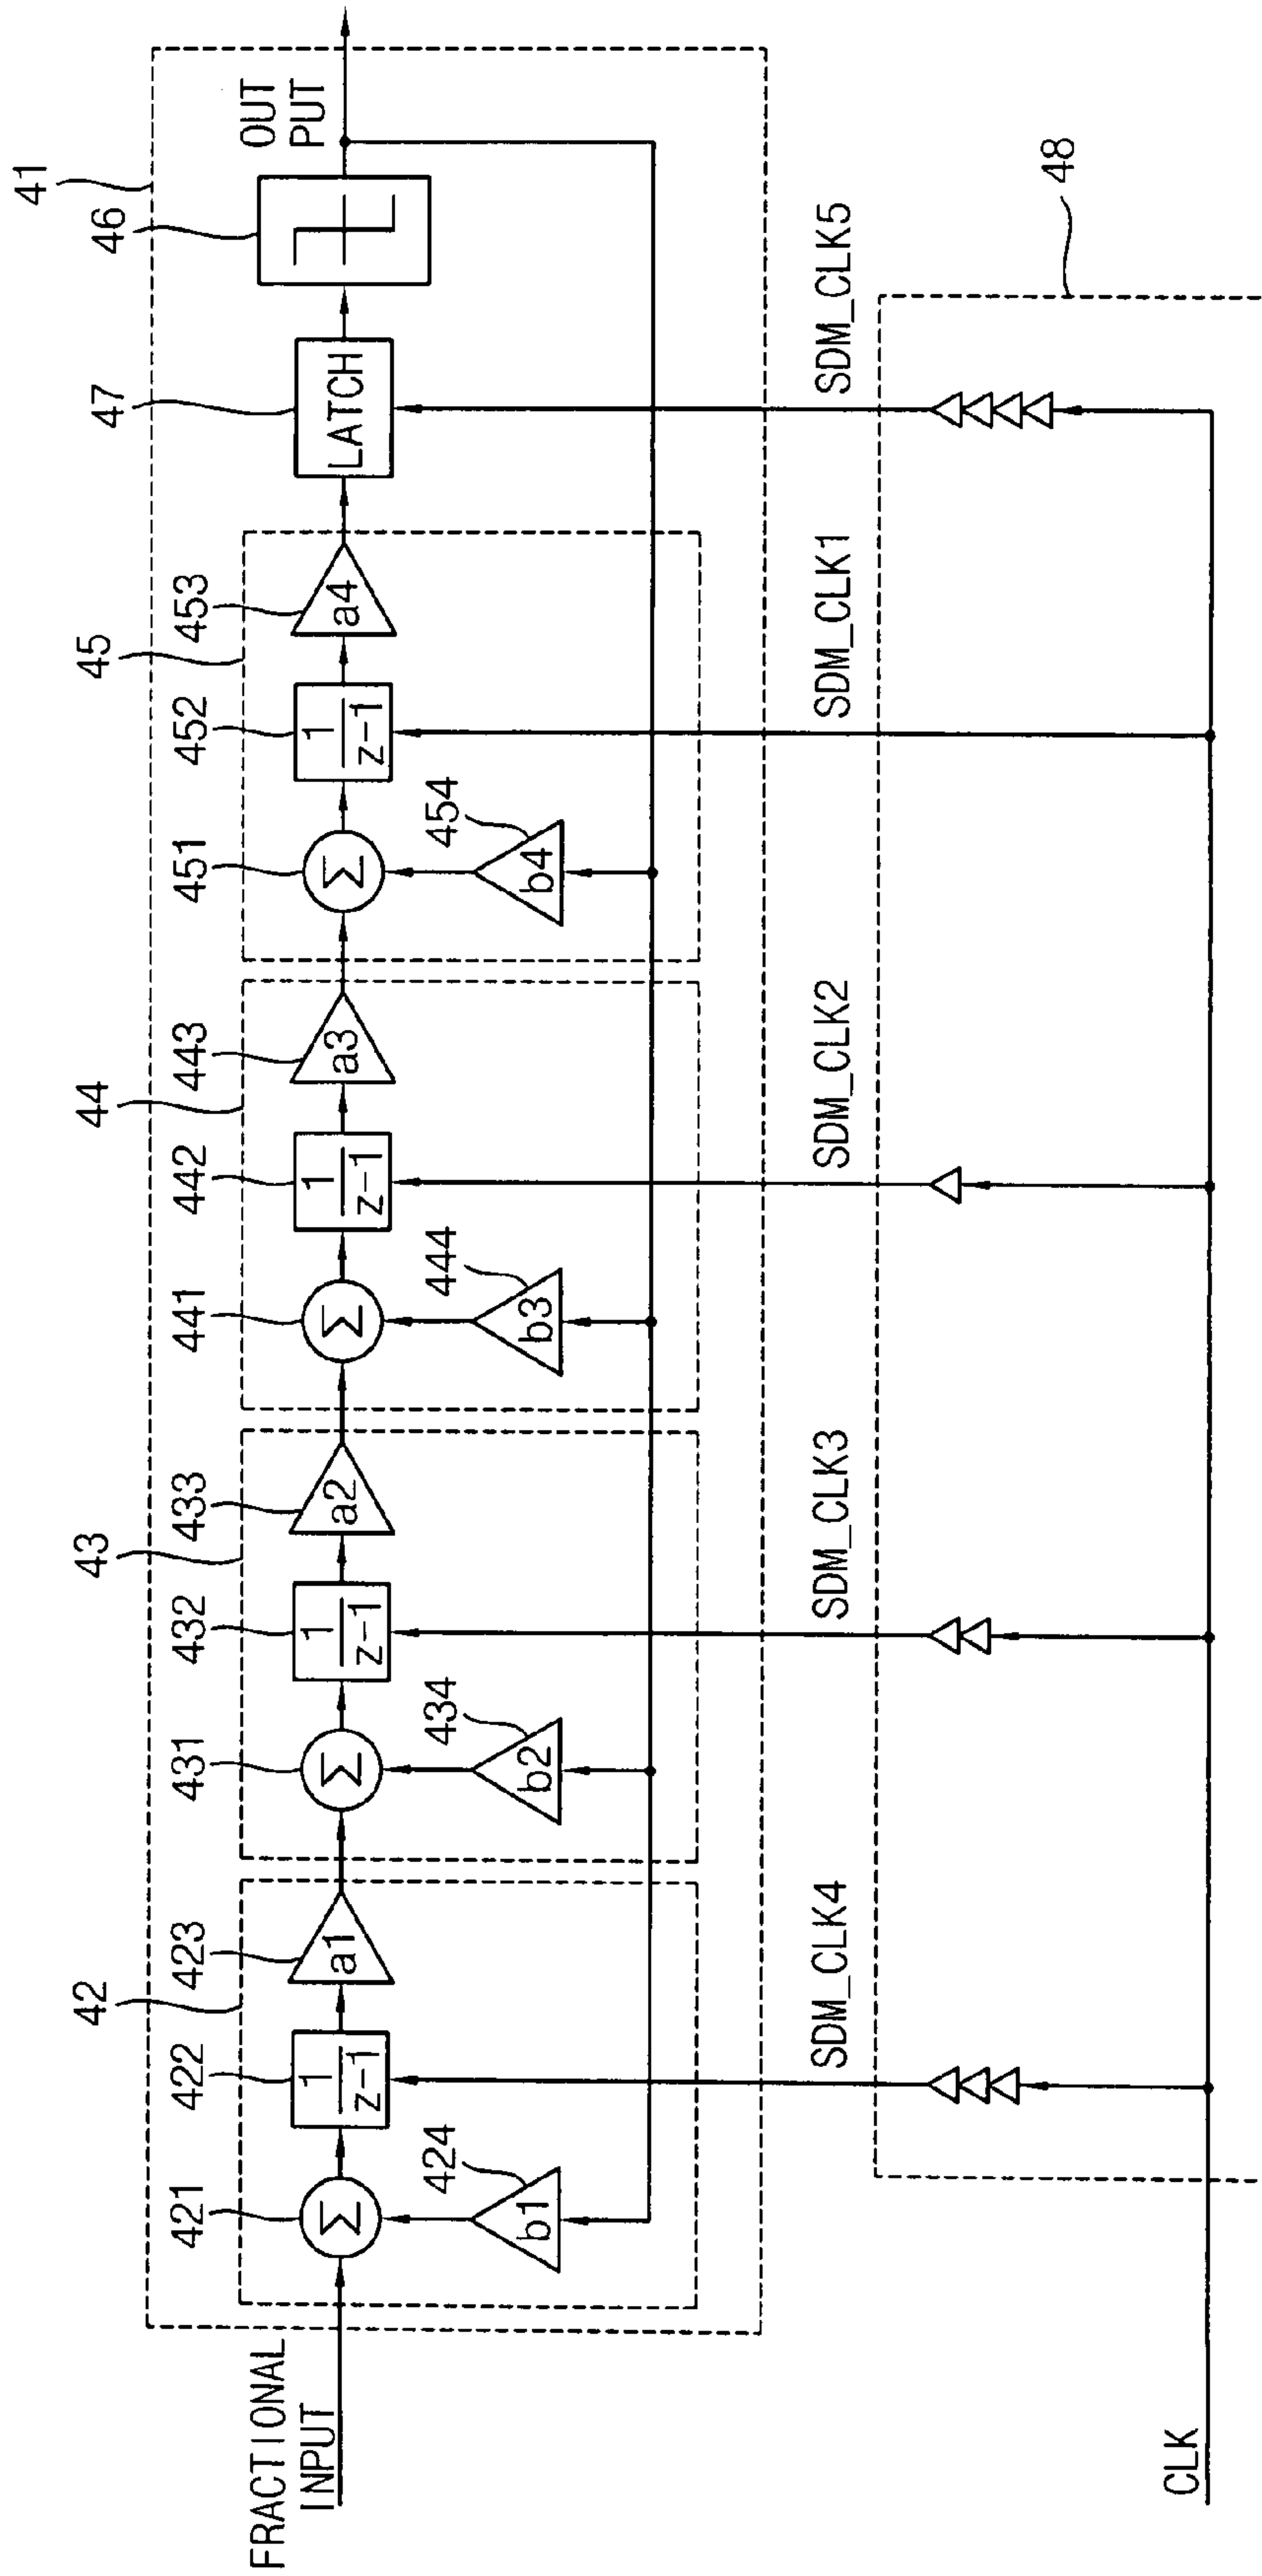 41
46
OUT
PUT
47
LATCH
45
453
a4
452
1
z-1
451
Σ
454
b4
44
443
a3
442
1
z-1
441
Σ
444
b3
43
433
a2
432
1
z-1
431
Σ
434
b2
42
423
a1
422
1
z-1
421
Σ
424
b1
FRACTIONAL
INPUT
SDM_CLK5
SDM_CLK1
SDM_CLK2
SDM_CLK3
SDM_CLK4
48
CLK